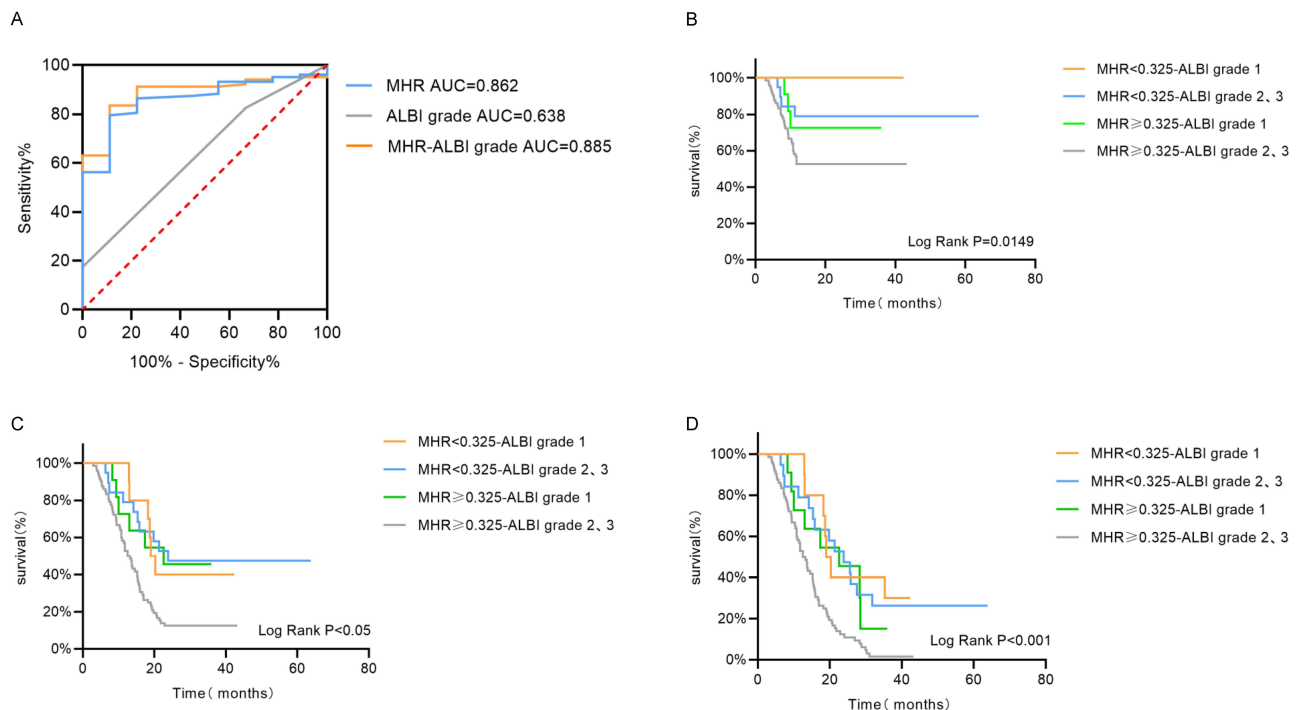 A
100
80
60
40
20
0
Sensitivity%
0 20 40 60 80 100
100% - Specificity%
MHR AUC=0.862
ALBI grade AUC=0.638
MHR-ALBI grade AUC=0.885
B
100%
80%
60%
40%
20%
0%
survival(%)
0 20 40 60 80
Time( months)
Log Rank P=0.0149
MHR<0.325-ALBI grade 1
MHR<0.325-ALBI grade 2、3
MHR≥0.325-ALBI grade 1
MHR≥0.325-ALBI grade 2、3
C
100%
80%
60%
40%
20%
0%
survival(%)
0 20 40 60 80
Time( months)
Log Rank P<0.05
MHR<0.325-ALBI grade 1
MHR<0.325-ALBI grade 2、3
MHR≥0.325-ALBI grade 1
MHR≥0.325-ALBI grade 2、3
D
100%
80%
60%
40%
20%
0%
survival(%)
0 20 40 60 80
Time( months)
Log Rank P<0.001
MHR<0.325-ALBI grade 1
MHR<0.325-ALBI grade 2、3
MHR≥0.325-ALBI grade 1
MHR≥0.325-ALBI grade 2、3